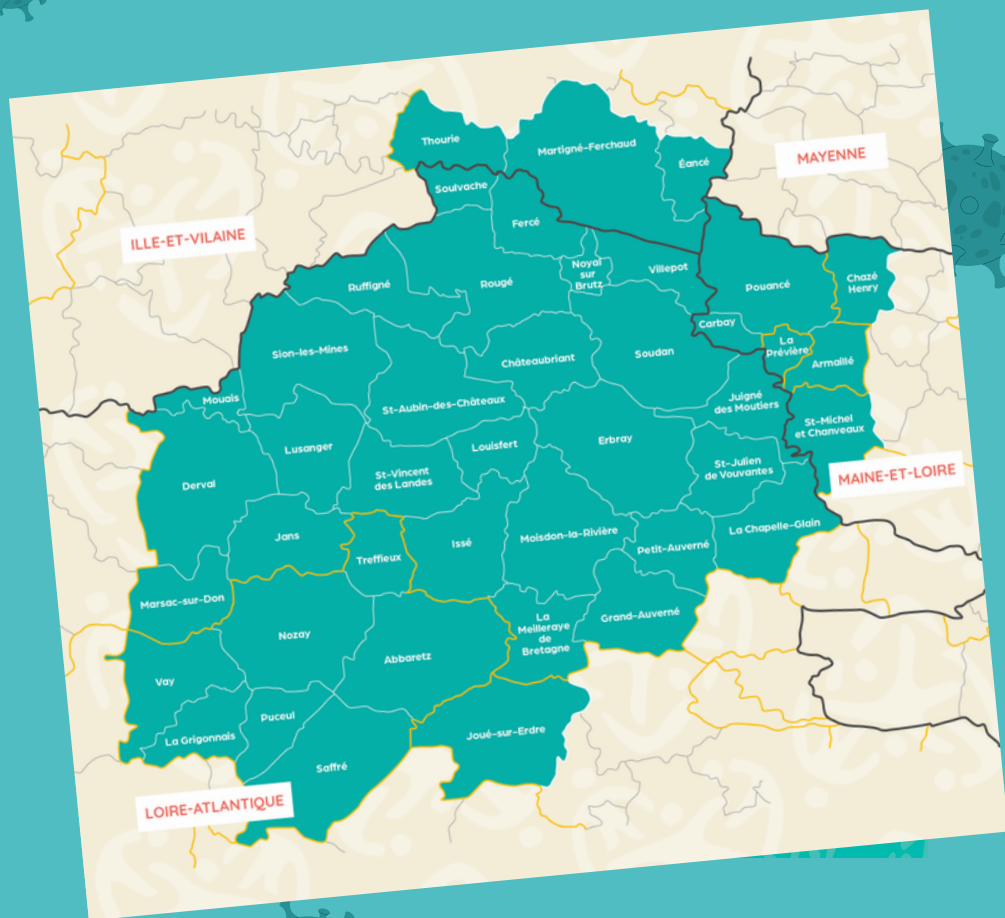 Thourie
Martigné-Ferchaud
Éancé
MAYENNE
Soulvache
Fercé
ILLE-ET-VILAINE
Ruffigné
Rougé
Noyal
sur
Brutz
Villepot
Pouancé
Chazé
Henry
Carbay
La
Prévière
Armaillé
Sion-les-Mines
Châteaubriant
Soudan
Mouais
St-Aubin-des-Châteaux
Juigné
des Moutiers
St-Michel
et Chanveaux
Lusanger
Louisfert
Erbray
St-Vincent
des Landes
St-Julien
de Vouvantes
MAINE-ET-LOIRE
Derval
Jans
Treffieux
Issé
Moisdon-la-Rivière
Petit-Auverné
La Chapelle-Glain
Marsac-sur-Don
Nozay
Abbaretz
La
Meilleraye
de
Bretagne
Grand-Auverné
Vay
Puceul
La Grigonnais
Saffré
Joué-sur-Erdre
LOIRE-ATLANTIQUE